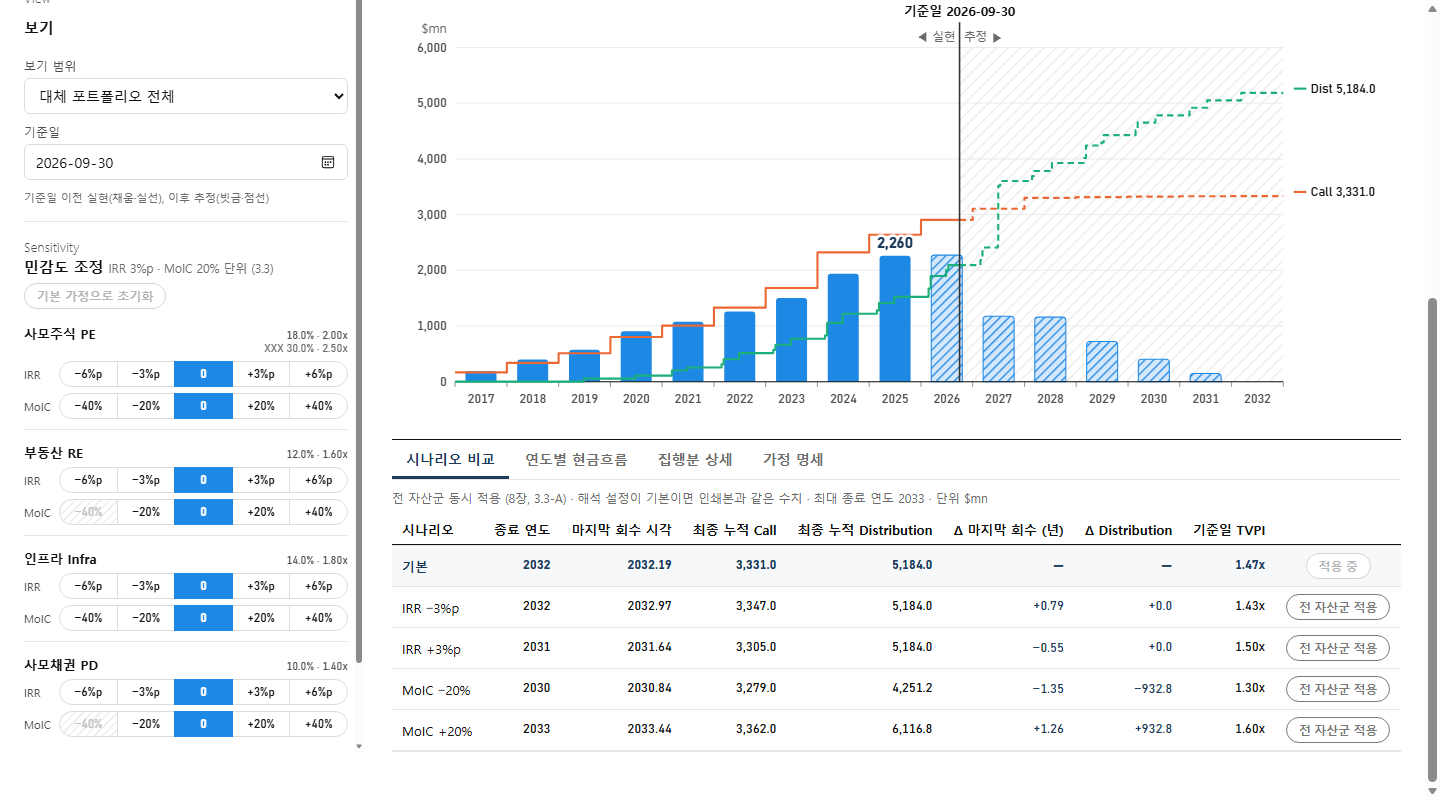 View
보기
보기 범위
대체 포트폴리오 전체
기준일
2026-09-30
기준일 이전 실현(채움·실선), 이후 추정(빗금·점선)
Sensitivity
민감도 조정 IRR 3%p · MoIC 20% 단위 (3.3)
기본 가정으로 초기화
사모주식 PE 18.0% · 2.00x
XXX 30.0% · 2.50x
IRR −6%p −3%p 0 +3%p +6%p
MoIC −40% −20% 0 +20% +40%
부동산 RE 12.0% · 1.60x
IRR −6%p −3%p 0 +3%p +6%p
MoIC −40% −20% 0 +20% +40%
인프라 Infra 14.0% · 1.80x
IRR −6%p −3%p 0 +3%p +6%p
MoIC −40% −20% 0 +20% +40%
사모채권 PD 10.0% · 1.40x
IRR −6%p −3%p 0 +3%p +6%p
MoIC −40% −20% 0 +20% +40%
기준일 2026-09-30
$mn
◀ 실현 추정 ▶
6,000
5,000
4,000
3,000
2,000
1,000
0
Dist 5,184.0
Call 3,331.0
2,260
2017 2018 2019 2020 2021 2022 2023 2024 2025 2026 2027 2028 2029 2030 2031 2032
시나리오 비교 연도별 현금흐름 집행분 상세 가정 명세
전 자산군 동시 적용 (8장, 3.3-A) · 해석 설정이 기본이면 인쇄본과 같은 수치 · 최대 종료 연도 2033 · 단위 $mn
시나리오 종료 연도 마지막 회수 시각 최종 누적 Call 최종 누적 Distribution Δ 마지막 회수 (년) Δ Distribution 기준일 TVPI
기본 2032 2032.19 3,331.0 5,184.0 — — 1.47x 적용 중
IRR −3%p 2032 2032.97 3,347.0 5,184.0 +0.79 +0.0 1.43x 전 자산군 적용
IRR +3%p 2031 2031.64 3,305.0 5,184.0 −0.55 +0.0 1.50x 전 자산군 적용
MoIC −20% 2030 2030.84 3,279.0 4,251.2 −1.35 −932.8 1.30x 전 자산군 적용
MoIC +20% 2033 2033.44 3,362.0 6,116.8 +1.26 +932.8 1.60x 전 자산군 적용